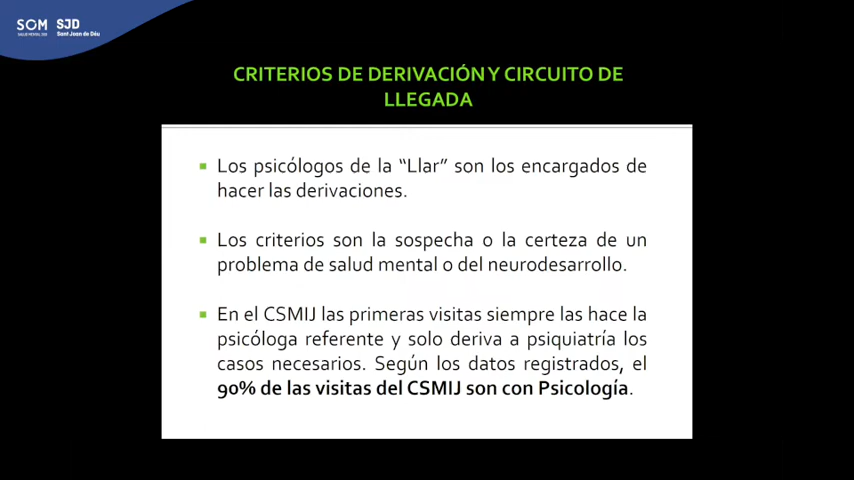 SOM SJD
SALUD MENTAL SJD Sant Joan de Déu
CRITERIOS DE DERIVACIÓN Y CIRCUITO DE
LLEGADA
Los psicólogos de la “Llar” son los encargados de
hacer las derivaciones.
Los criterios son la sospecha o la certeza de un
problema de salud mental o del neurodesarrollo.
En el CSMIJ las primeras visitas siempre las hace la
psicóloga referente y solo deriva a psiquiatría los
casos necesarios. Según los datos registrados, el
90% de las visitas del CSMIJ son con Psicología.